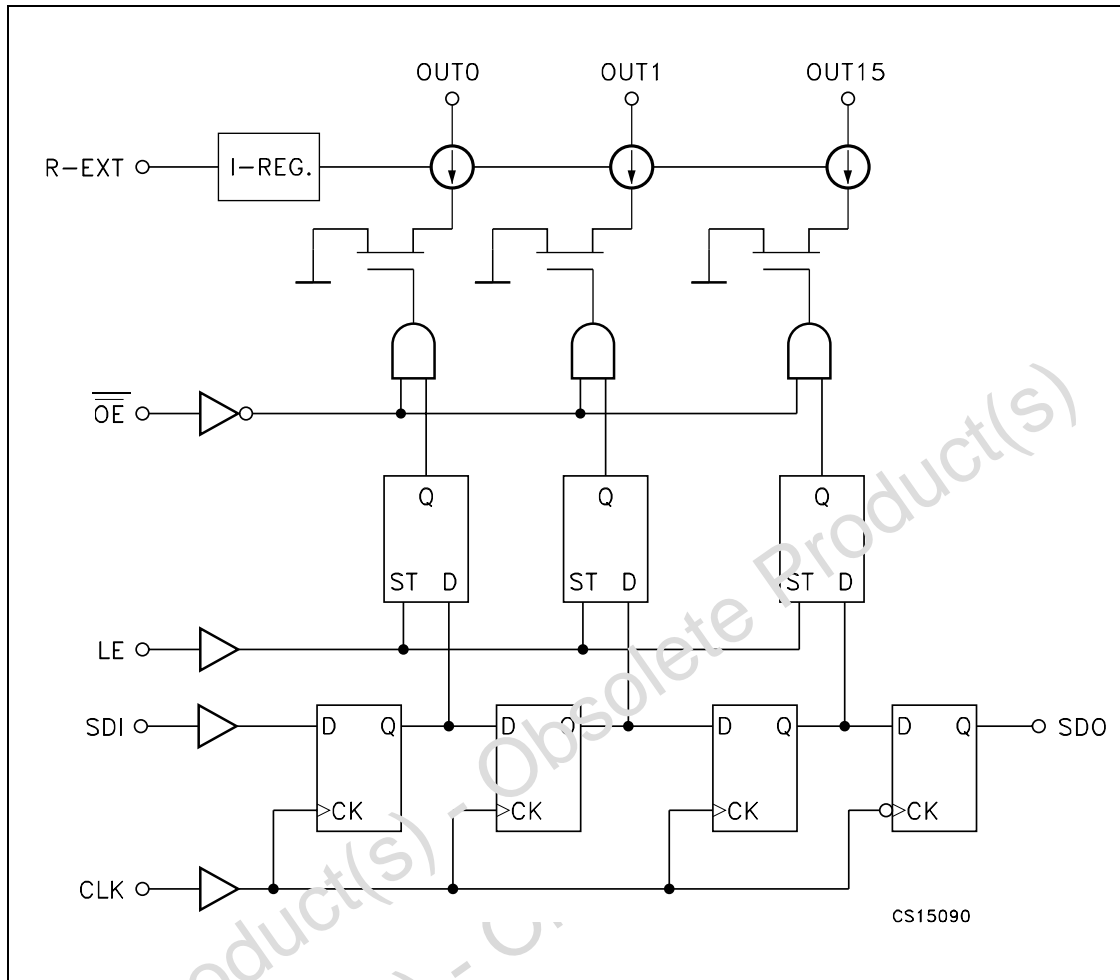 OUT0 OUT1 OUT15
R-EXT I-REG.
OE
Q Q Q
ST D ST D ST D
LE
SDI D Q D Q D Q D Q SDO
CK CK CK CK
CLK
CS15090
Product(s) - Obsolete Product(s)